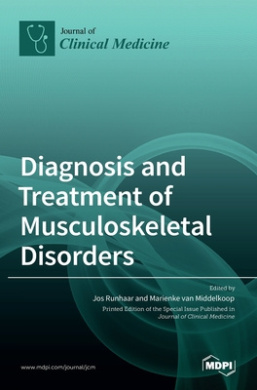 Journal of
Clinical Medicine
Diagnosis and
Treatment of
Musculoskeletal
Disorders
Edited by
Jos Runhaar and Marienke van Middelkoop
Printed Edition of the Special Issue Published in
Journal of Clinical Medicine
www.mdpi.com/journal/jcm
MDPI